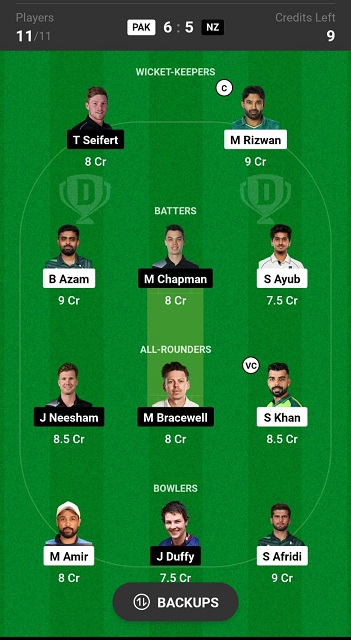 Players
Credits Left
11/11
PAK 6 : 5 NZ
9
WICKET-KEEPERS
C
T Seifert
M Rizwan
8 Cr
9 Cr
D
D
BATTERS
B Azam
M Chapman
S Ayub
9 Cr
8 Cr
7.5 Cr
ALL-ROUNDERS
VC
J Neesham
M Bracewell
S Khan
8.5 Cr
8 Cr
8.5 Cr
BOWLERS
M Amir
J Duffy
S Afridi
8 Cr
7.5 Cr
9 Cr
BACKUPS